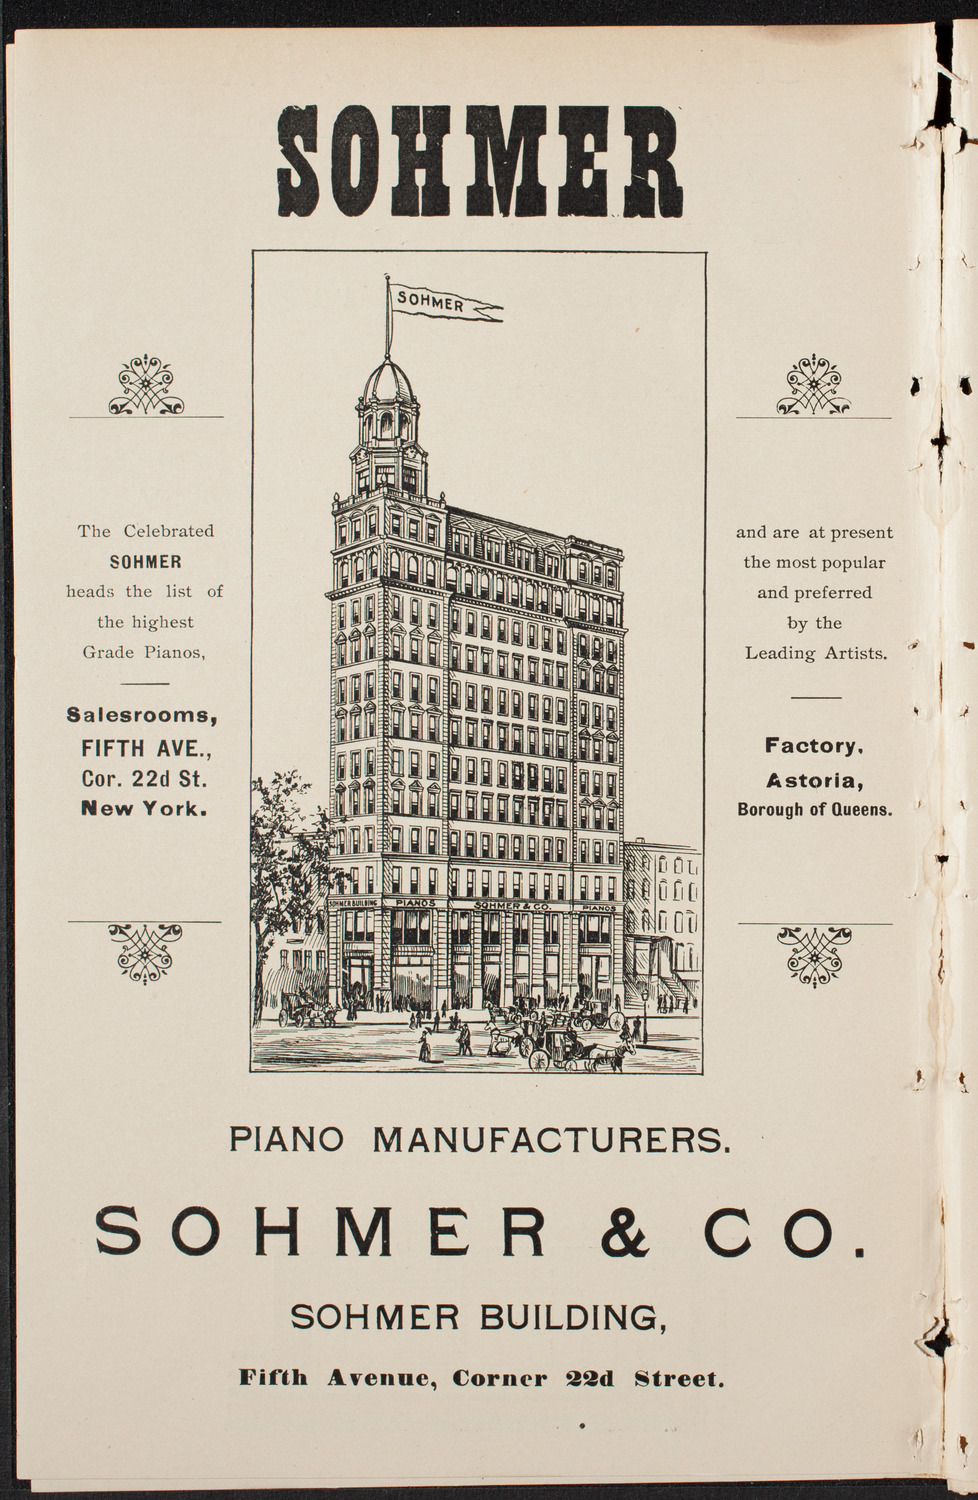 SOHMER
SOHMER
The Celebrated
SOHMER
heads the list of
the highest
Grade Pianos,
Salesrooms,
FIFTH AVE.,
Cor. 22d St.
New York.
and are at present
the most popular
and preferred
by the
Leading Artists.
Factory,
Astoria,
Borough of Queens.
SOHMER BUILDING PIANOS SOHMER & CO. PIANOS
PIANO MANUFACTURERS.
SOHMER & CO.
SOHMER BUILDING,
Fifth Avenue, Corner 22d Street.